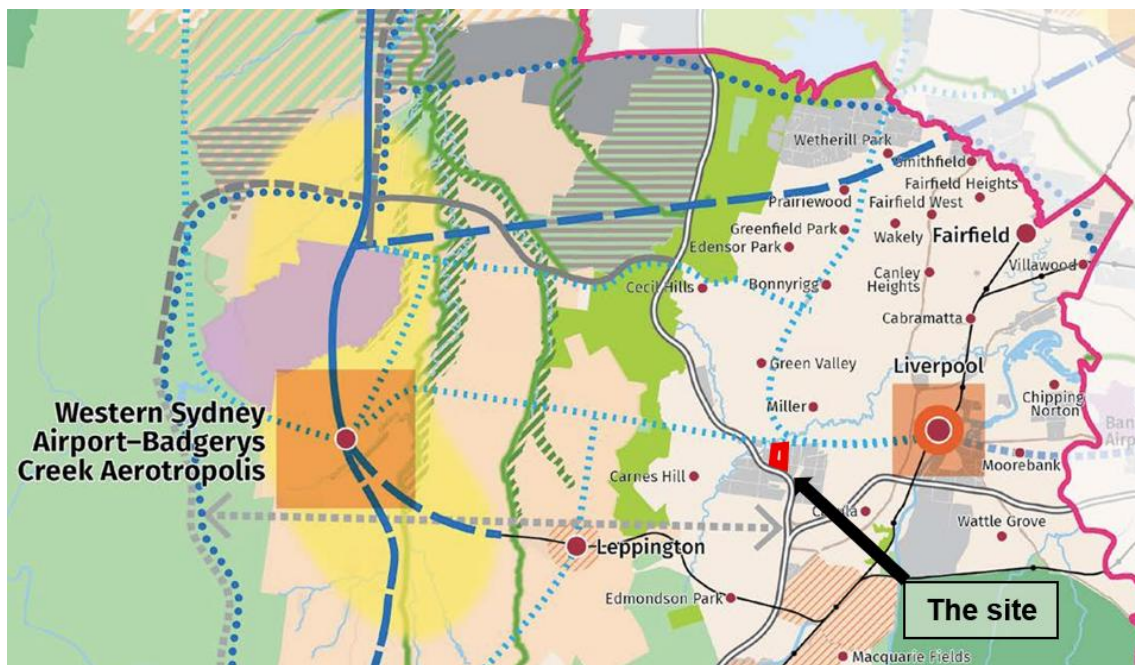 Wetherill Park
Smithfield
Fairfield Heights
Prairiewood
Fairfield West
Greenfield Park
Wakely
Fairfield
Edensor Park
Villawood
Cecil Hills
Bonnyrigg
Canley
Heights
Cabramatta
Green Valley
Liverpool
Chipping
Norton
Miller
Western Sydney
Airport–Badgerys
Creek Aerotropolis
Moorebank
Carnes Hill
Wattle Grove
Leppington
Edmondson Park
The site
Macquarie Fields